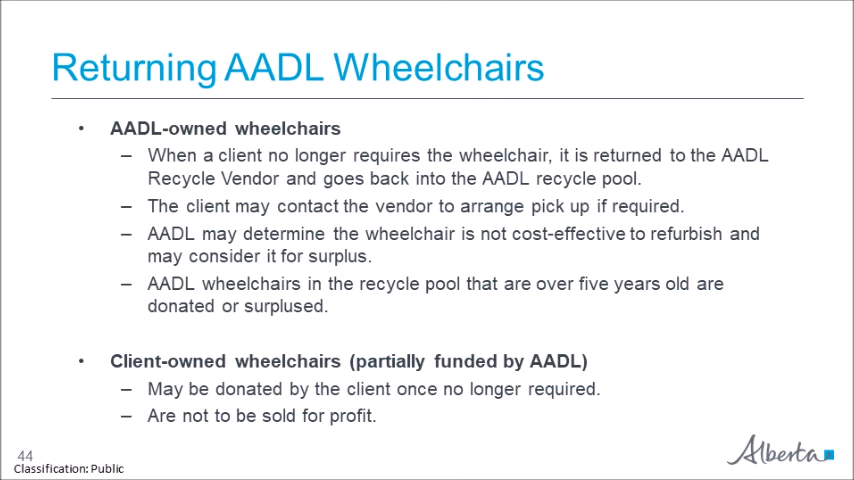 Returning AADL Wheelchairs
• AADL-owned wheelchairs
– When a client no longer requires the wheelchair, it is returned to the AADL
Recycle Vendor and goes back into the AADL recycle pool.
– The client may contact the vendor to arrange pick up if required.
– AADL may determine the wheelchair is not cost-effective to refurbish and
may consider it for surplus.
– AADL wheelchairs in the recycle pool that are over five years old are
donated or surplused.
• Client-owned wheelchairs (partially funded by AADL)
– May be donated by the client once no longer required.
– Are not to be sold for profit.
44
Classification: Public
Alberta